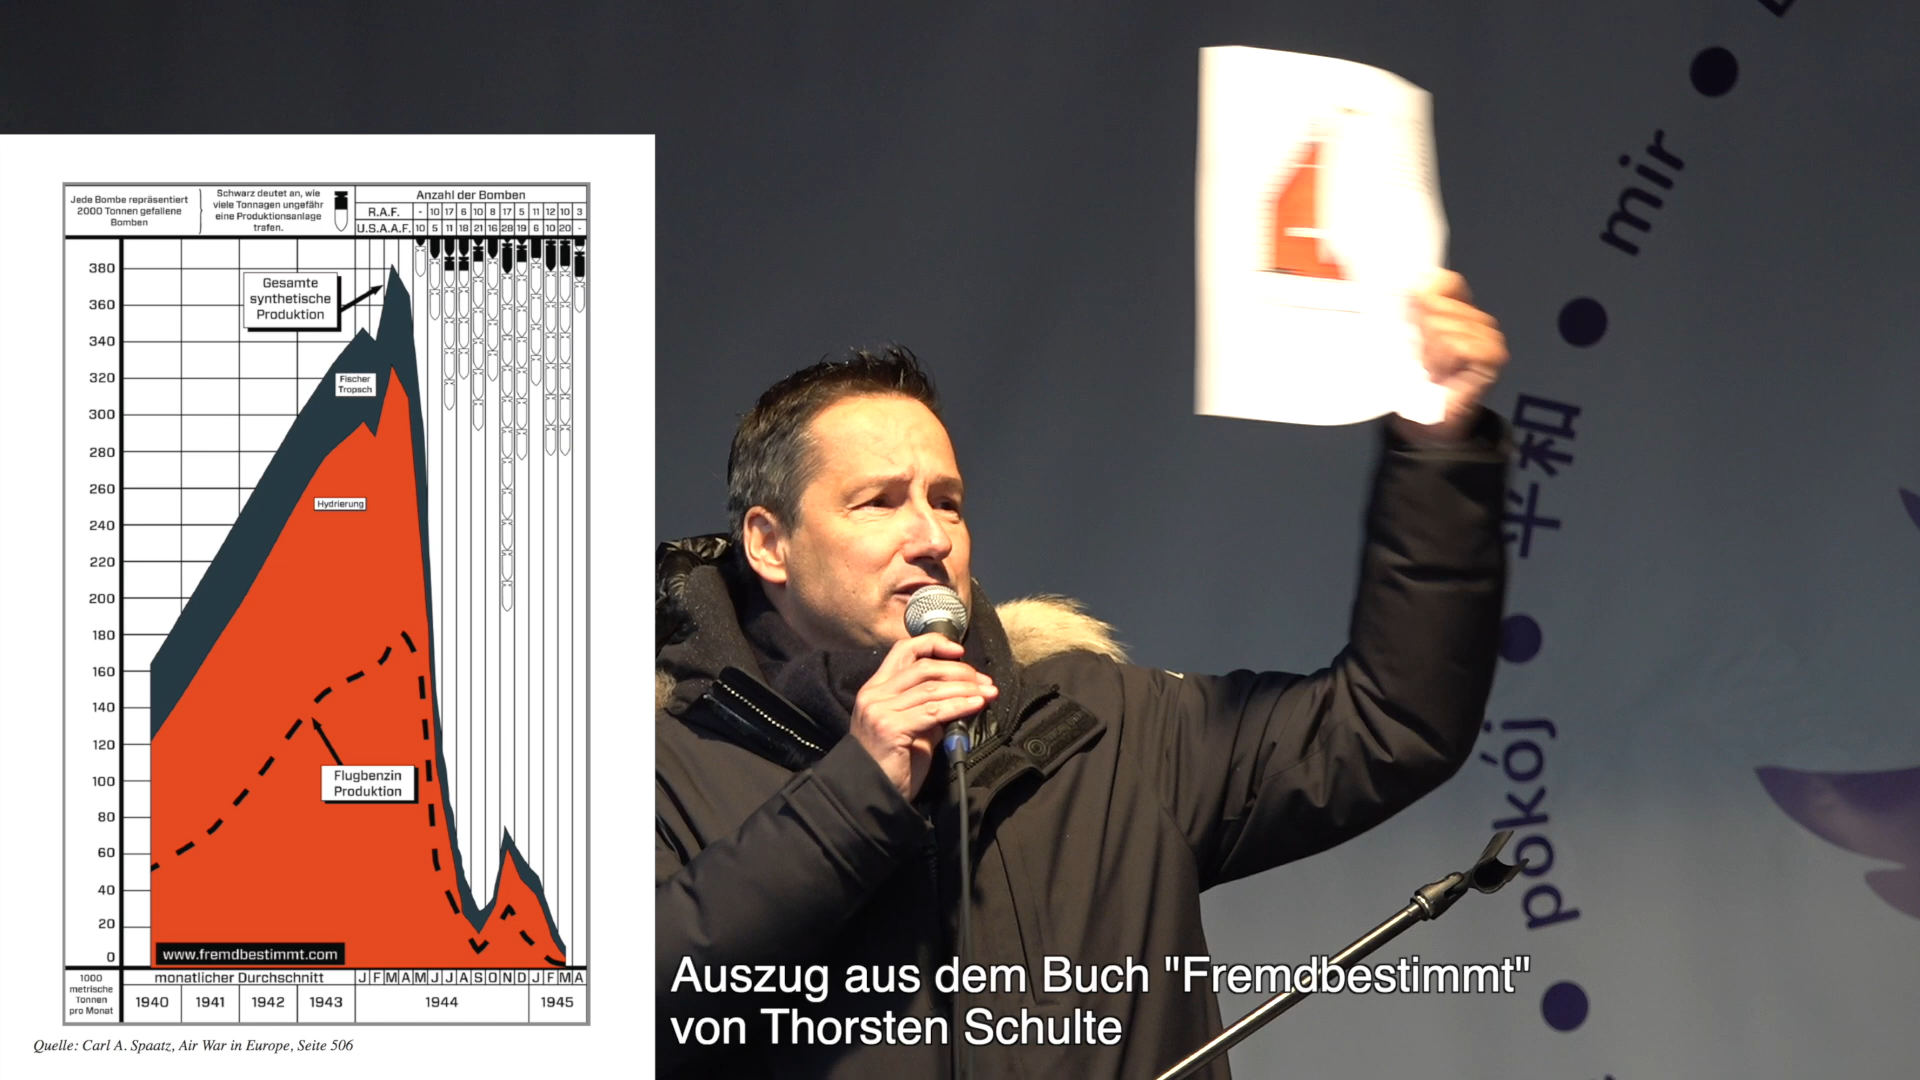 Jede Bombe repräsentiert
2000 Tonnen gefallene
Bomben
Schwarz deutet an, wie
viele Tonnagen ungefähr
eine Produktionsanlage
trafen.
Anzahl der Bomben
R.A.F. - 10 17 6 10 8 17 5 11 12 10 3
U.S.A.A.F. 10 5 11 18 21 16 28 19 6 10 20 -
380
360
340
320
300
280
260
240
220
200
180
160
140
120
100
80
60
40
20
0
Gesamte
synthetische
Produktion
Fischer
Tropsch
Hydrierung
Flugbenzin
Produktion
www.fremdbestimmt.com
1000
metrische
Tonnen
pro Monat
monatlicher Durchschnitt
J F M A M J J A S O N D J F M A
1940 1941 1942 1943 1944 1945
Quelle: Carl A. Spaatz, Air War in Europe, Seite 506
mir
平和
pokój
Auszug aus dem Buch "Fremdbestimmt"
von Thorsten Schulte